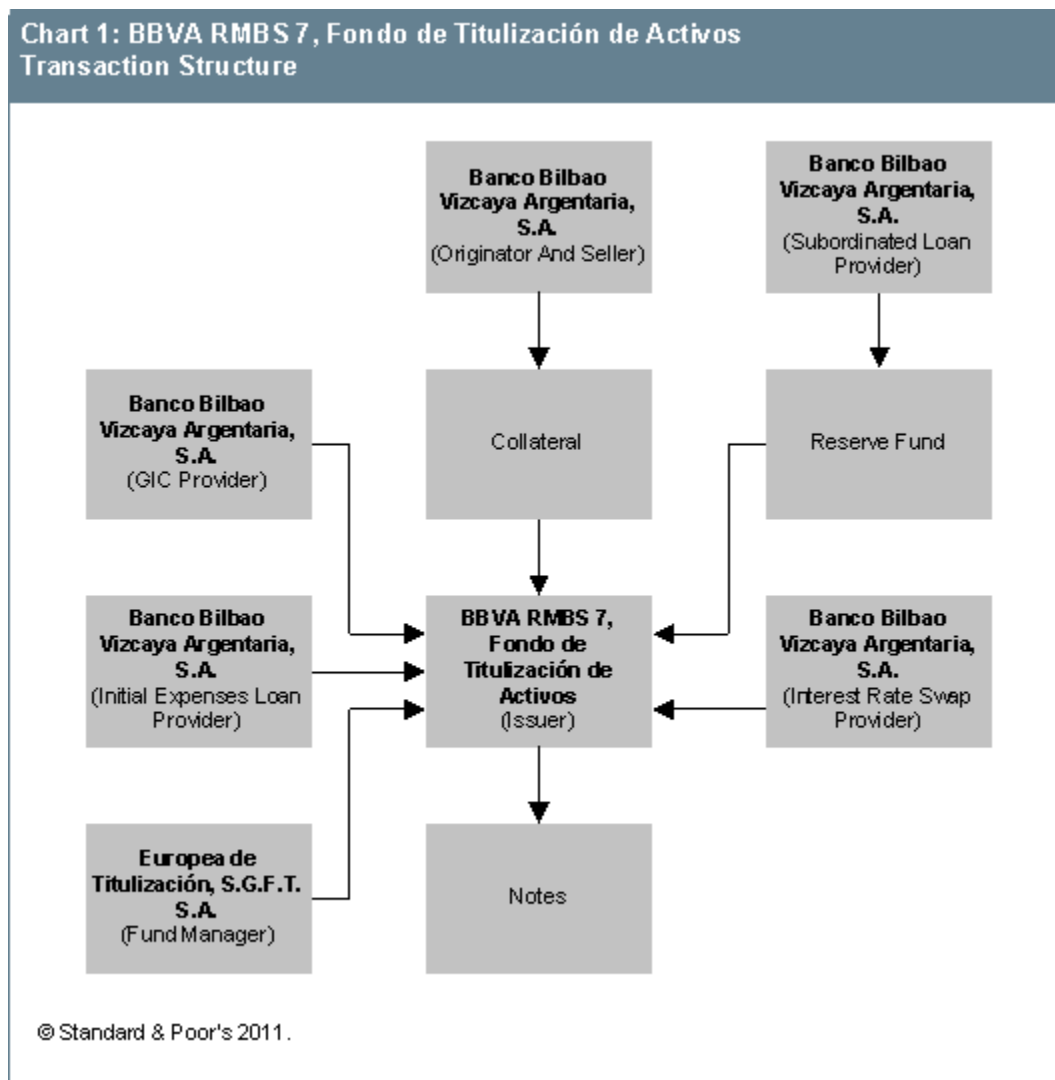 Chart 1: BBVA RMBS 7, Fondo de Titulización de Activos
Transaction Structure
Banco Bilbao
Vizcaya Argentaria,
S.A.
(Originator And Seller)
Banco Bilbao
Vizcaya Argentaria,
S.A.
(Subordinated Loan
Provider)
Banco Bilbao
Vizcaya Argentaria,
S.A.
(GIC Provider)
Collateral
Reserve Fund
Banco Bilbao
Vizcaya Argentaria,
S.A.
(Initial Expenses Loan
Provider)
BBVA RMBS 7,
Fondo de
Titulización de
Activos
(Issuer)
Banco Bilbao
Vizcaya Argentaria,
S.A.
(Interest Rate Swap
Provider)
Europea de
Titulización, S.G.F.T.
S.A.
(Fund Manager)
Notes
© Standard & Poor's 2011.